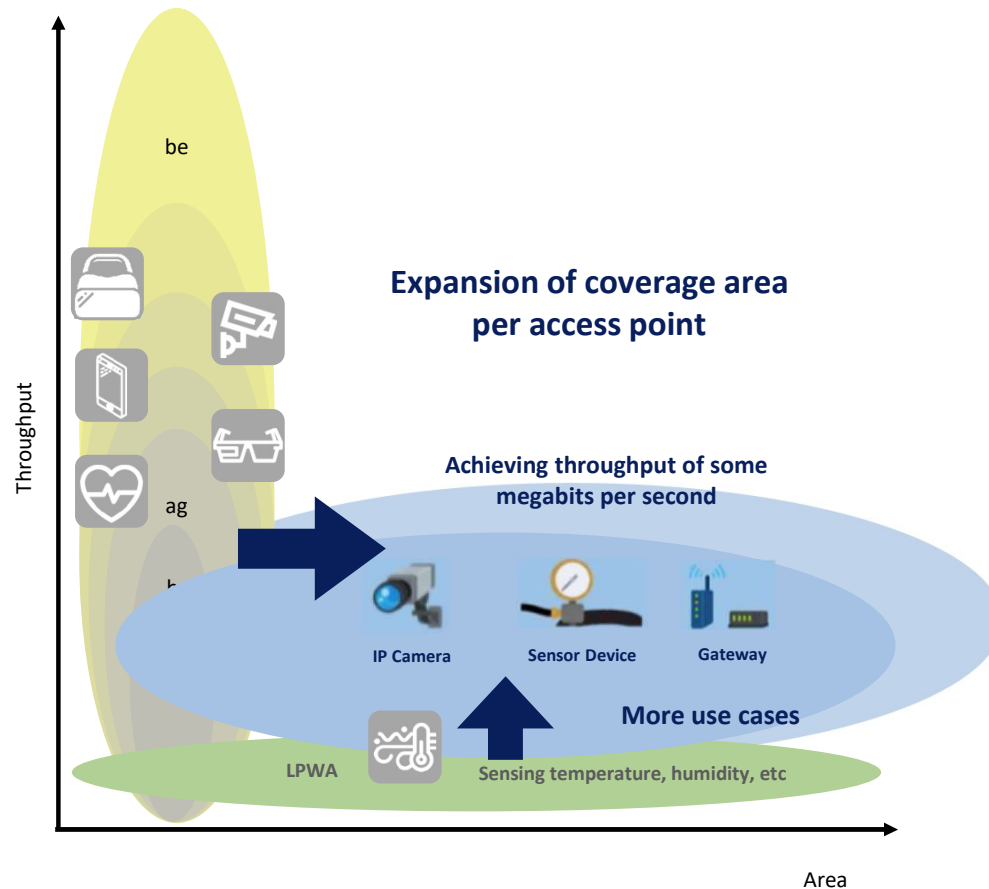 be
Expansion of coverage area
per access point
Throughput
Achieving throughput of some
megabits per second
ag
IP Camera
Sensor Device
Gateway
More use cases
LPWA
Sensing temperature, humidity, etc
Area